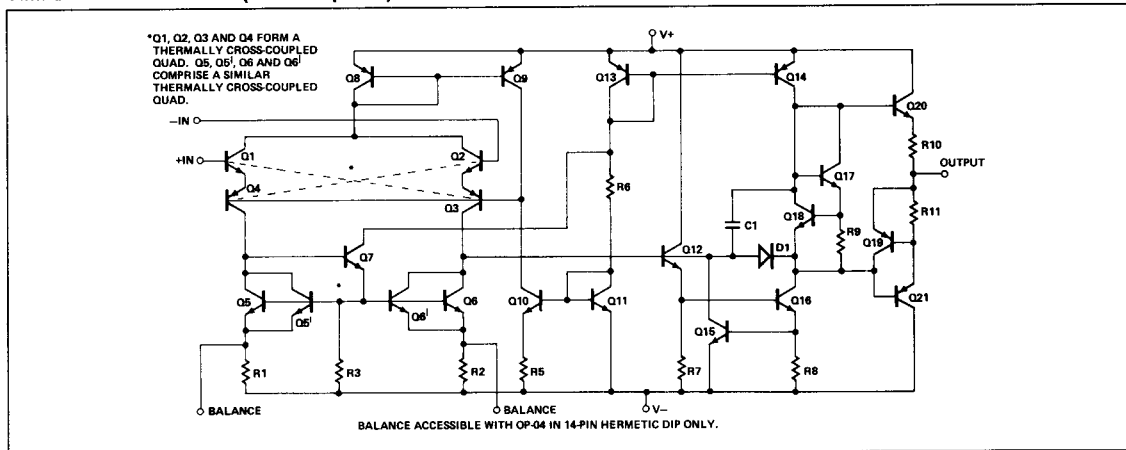 *Q1, Q2, Q3 AND Q4 FORM A
THERMALLY CROSS-COUPLED
QUAD. Q5, Q5', Q6 AND Q6'
COMPRISE A SIMILAR
THERMALLY CROSS-COUPLED
QUAD.
V+
Q8
Q9
Q13
Q14
Q20
–IN
R10
+IN
Q1
*
Q2
Q17
OUTPUT
Q4
Q3
R6
Q18
R11
C1
R9
Q19
Q7
Q12
D1
Q5
*
Q6
Q10
Q11
Q16
Q21
Q5'
Q6'
Q15
R1
R3
R2
R5
R7
R8
BALANCE
BALANCE
V–
BALANCE ACCESSIBLE WITH OP-04 IN 14-PIN HERMETIC DIP ONLY.